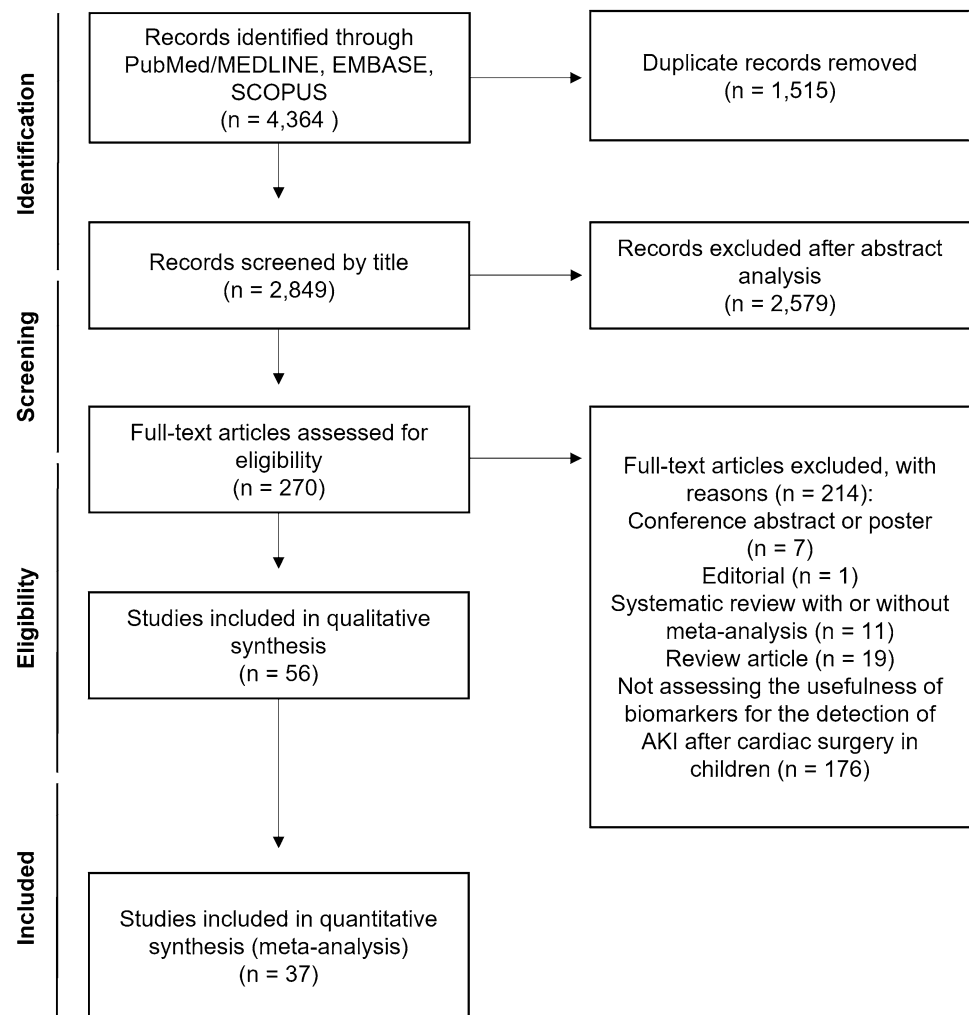 Identification
Records identified through
PubMed/MEDLINE, EMBASE,
SCOPUS
(n = 4,364 )
Duplicate records removed
(n = 1,515)
Records screened by title
(n = 2,849)
Records excluded after abstract
analysis
(n = 2,579)
Screening
Full-text articles assessed for
eligibility
(n = 270)
Full-text articles excluded, with
reasons (n = 214):
Conference abstract or poster
(n = 7)
Editorial (n = 1)
Systematic review with or without
meta-analysis (n = 11)
Review article (n = 19)
Not assessing the usefulness of
biomarkers for the detection of
AKI after cardiac surgery in
children (n = 176)
Eligibility
Studies included in qualitative
synthesis
(n = 56)
Included
Studies included in quantitative
synthesis (meta-analysis)
(n = 37)